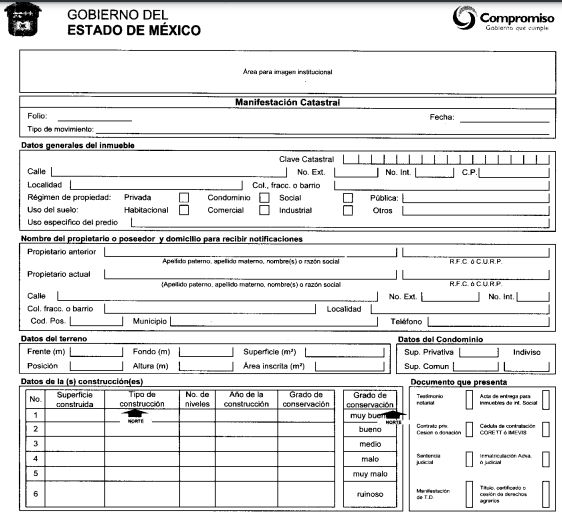 GOBIERNO DEL
ESTADO DE MÉXICO
Compromiso
Gobierno que cumple
Área para imagen institucional
Manifestación Catastral
Folio: Fecha:
Tipo de movimiento:
Datos generales del inmueble
Clave Catastral
Calle No. Ext. No. Int. C.P.
Localidad Col., fracc. o barrio
Régimen de propiedad: Privada Condominio Social Pública:
Uso del suelo: Habitacional Comercial Industrial Otros
Uso específico del predio
Nombre del propietario o poseedor y domicilio para recibir notificaciones
Propietario anterior
Apellido paterno, apellido materno, nombre(s) o razón social R.F.C. ó C.U.R.P.
Propietario actual
(Apellido paterno, apellido materno, nombre(s) o razón social R.F.C. ó C.U.R.P.
Calle No. Ext. No. Int.
Col. fracc. o barrio Localidad
Cod. Pos. Municipio Teléfono
Datos del terreno Datos del Condominio
Frente (m) Fondo (m) Superficie (m²) Sup. Privativa Indiviso
Posición Altura (m) Área inscrita (m²) Sup. Comun
Datos de la (s) construcción(es) Documento que presenta
No. Superficie construida Tipo de construcción No. de niveles Año de la construcción Grado de conservación Grado de conservación
NORTE
1 muy bueno
NORTE
2 bueno
3 medio
4 malo
5 muy malo
6 ruinoso
Testimonio notarial Acta de entrega para inmuebles de int. Social
Contrato priv. Cesión o donación Cédula de contratación CORETT ó IMEVIS
Sentencia judicial Inmatriculación Adva. ó judicial
Manifestación de T.D. Título, certificado o cesión de derechos agrarios